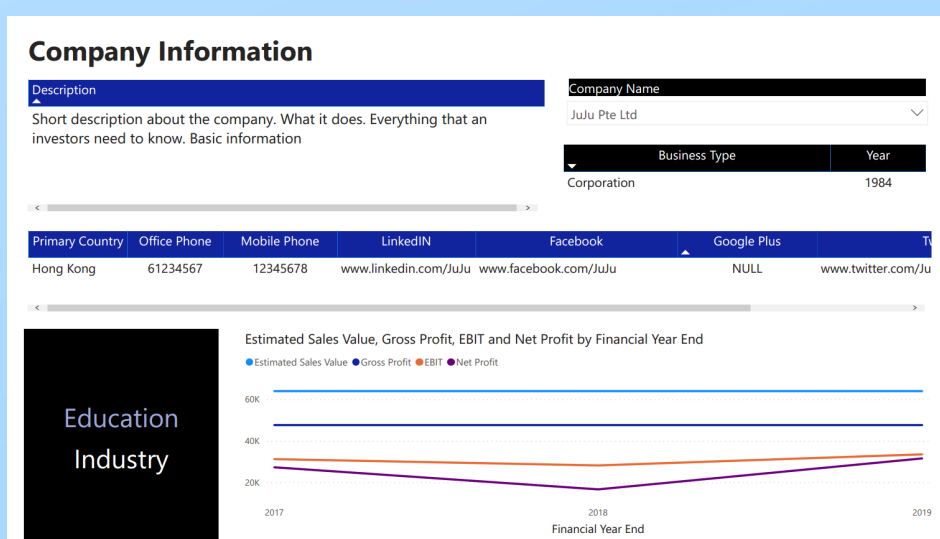 Company Information
Description
Short description about the company. What it does. Everything that an
investors need to know. Basic information
Company Name
JuJu Pte Ltd
Business Type Year
Corporation 1984
Primary Country Office Phone Mobile Phone LinkedIN Facebook Google Plus
Hong Kong 61234567 12345678 www.linkedin.com/JuJu www.facebook.com/JuJu NULL www.twitter.com/Ju
Education
Industry
Estimated Sales Value, Gross Profit, EBIT and Net Profit by Financial Year End
Estimated Sales Value Gross Profit EBIT Net Profit
60K
40K
20K
2017 2018 2019
Financial Year End